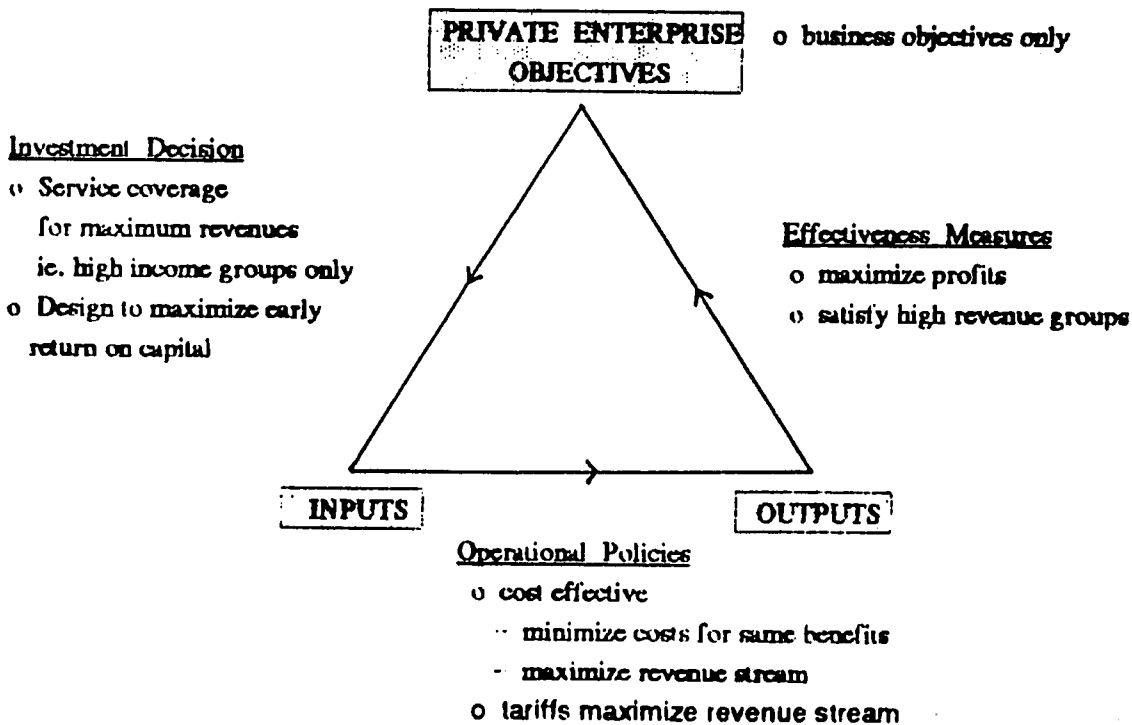 PRIVATE ENTERPRISE
OBJECTIVES
o business objectives only
Investment Decision
o Service coverage
for maximum revenues
ie. high income groups only
o Design to maximize early
return on capital
Effectiveness Measures
o maximize profits
o satisfy high revenue groups
INPUTS
OUTPUTS
Operational Policies
o cost effective
- minimize costs for same benefits
- maximize revenue stream
o tariffs maximize revenue stream